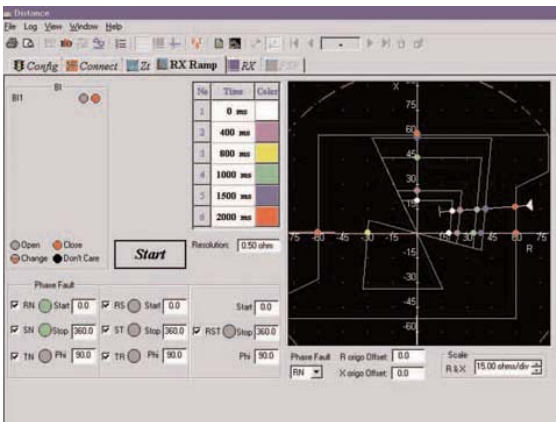 Distance
File Log View Window Help
Config Connect Zt RX Ramp RX
BI
BI1
Open Close
Change Don't Care
No Time Color
1 0 ms
2 400 ms
3 800 ms
4 1000 ms
5 1500 ms
6 2000 ms
Start
Resolution: 0.50 ohm
X
75
60
45
30
15
75 60 45 30 15 15 30 45 60 75
R
-30
-45
-60
Phase Fault
RN Start 0.0 RS Start 0.0 Start 0.0
SN Stop 360.0 ST Stop 360.0 RST Stop 360.0
TN Phi 90.0 TR Phi 90.0 Phi 90.0
Phase Fault R origo Offset: 0.0
RN X origo Offset: 0.0
Scale
R & X 15.00 ohms/div